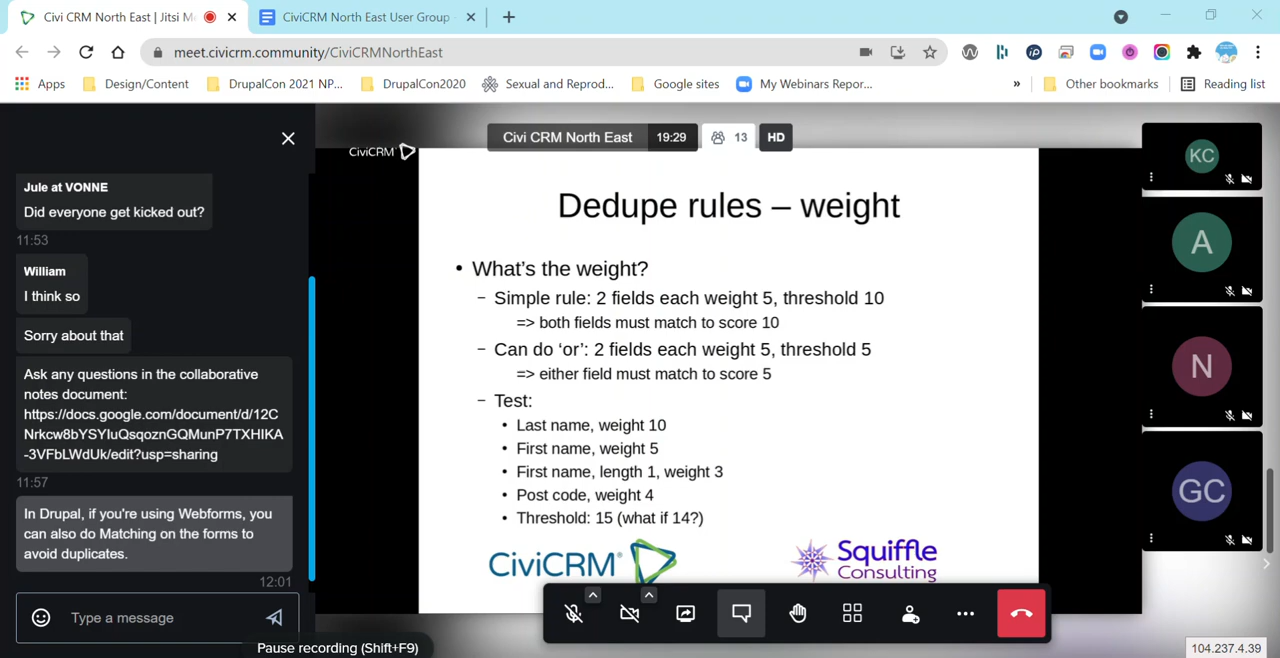 Civi CRM North East | Jitsi M
CiviCRM North East User Group
meet.civicrm.community/CiviCRMNorthEast
Apps
Design/Content
DrupalCon 2021 NP...
DrupalCon2020
Sexual and Reprod...
Google sites
My Webinars Repor...
»
Other bookmarks
Reading list
Jule at VONNE
Did everyone get kicked out?
11:53
William
I think so
Sorry about that
Ask any questions in the collaborative
notes document:
https://docs.google.com/document/d/12C
Nrkcw8bYSYIuQsqoznGQMunP7TXHIKA
-3VFbLWdUk/edit?usp=sharing
11:57
In Drupal, if you're using Webforms, you
can also do Matching on the forms to
avoid duplicates.
12:01
Type a message
Pause recording (Shift+F9)
CiviCRM
Civi CRM North East
19:29
13
HD
Dedupe rules – weight
• What's the weight?
– Simple rule: 2 fields each weight 5, threshold 10
=> both fields must match to score 10
– Can do 'or': 2 fields each weight 5, threshold 5
=> either field must match to score 5
– Test:
• Last name, weight 10
• First name, weight 5
• First name, length 1, weight 3
• Post code, weight 4
• Threshold: 15 (what if 14?)
CiviCRM®
Squiffle
Consulting
KC
A
N
GC
104.237.4.39